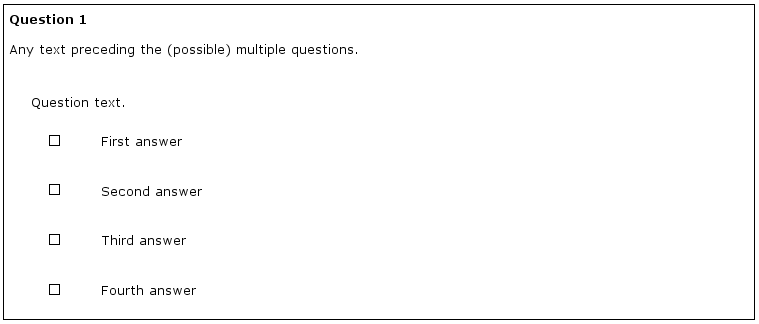 Question 1
Any text preceding the (possible) multiple questions.
Question text.
First answer
Second answer
Third answer
Fourth answer